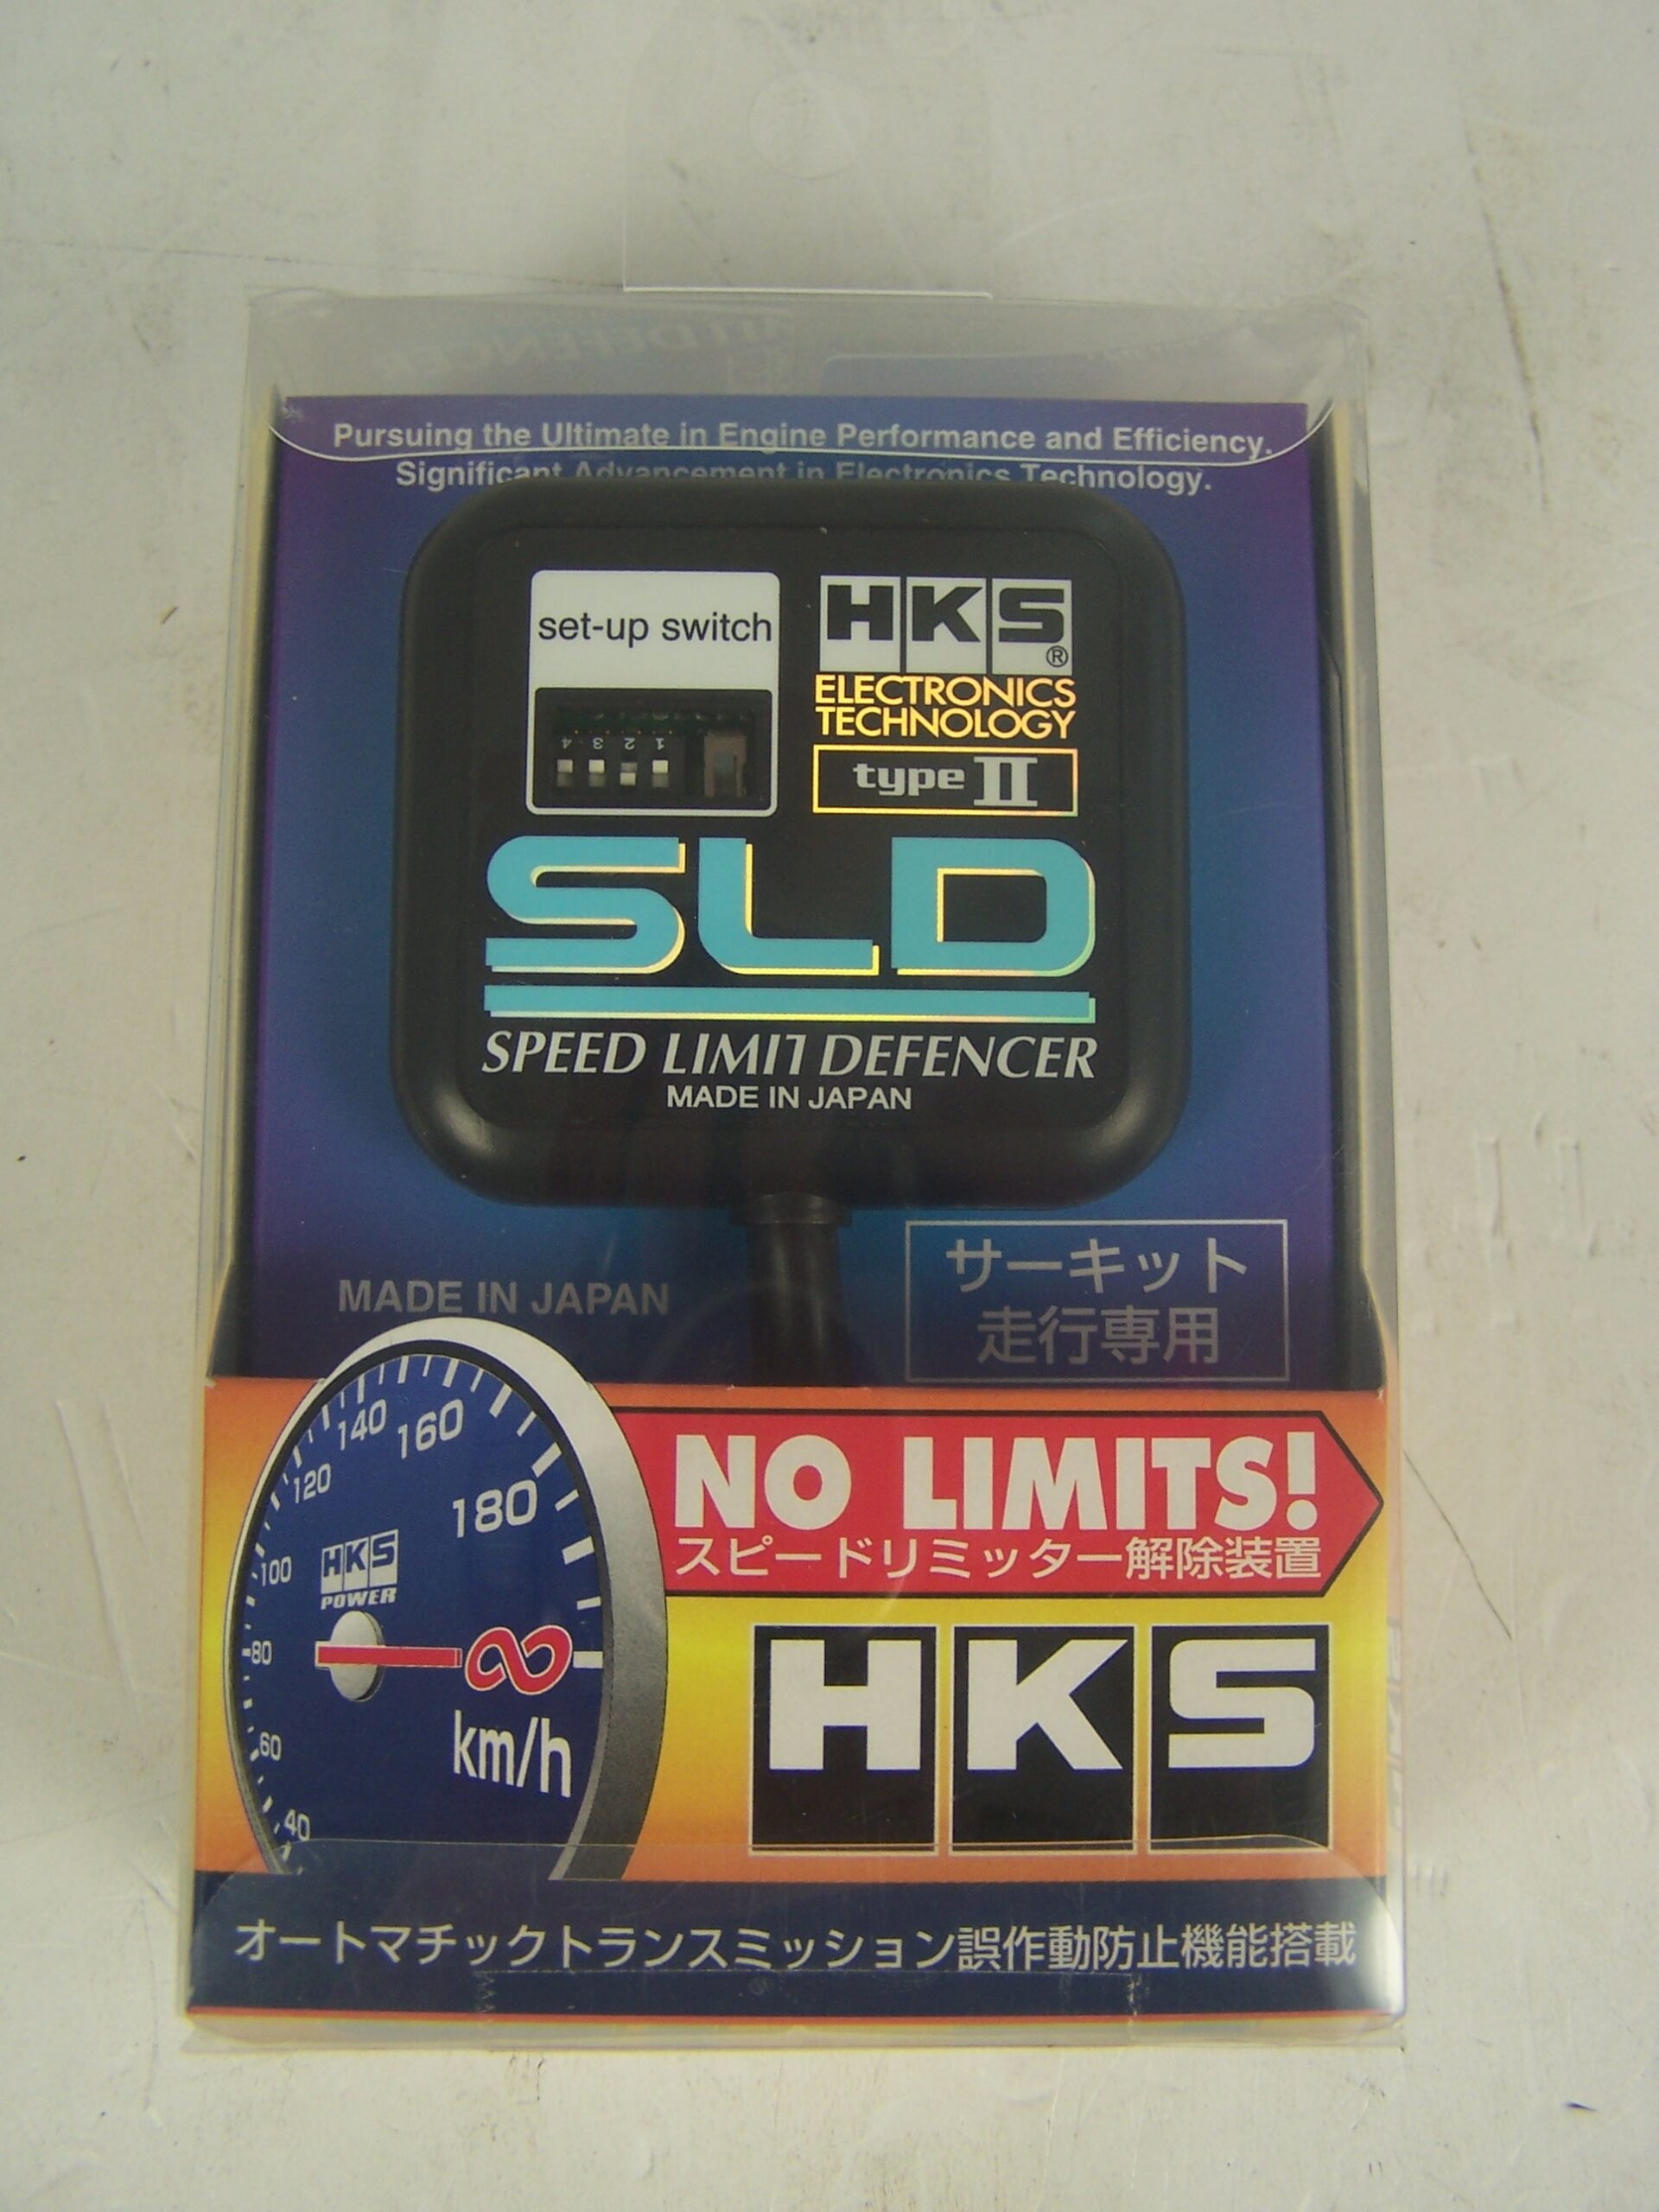 Pursuing the Ultimate in Engine Performance and Efficiency.
Significant Advancement in Electronics Technology.
set-up switch
HKS®
ELECTRONICS
TECHNOLOGY
4 3 2 1
type II
SLD
SPEED LIMIT DEFENCER
MADE IN JAPAN
サーキット
走行専用
MADE IN JAPAN
140
160
120
180
NO LIMITS!
スピードリミッター解除装置
100
HKS
POWER
80
∞
km/h
60
40
HKS
オートマチックトランスミッション誤作動防止機能搭載